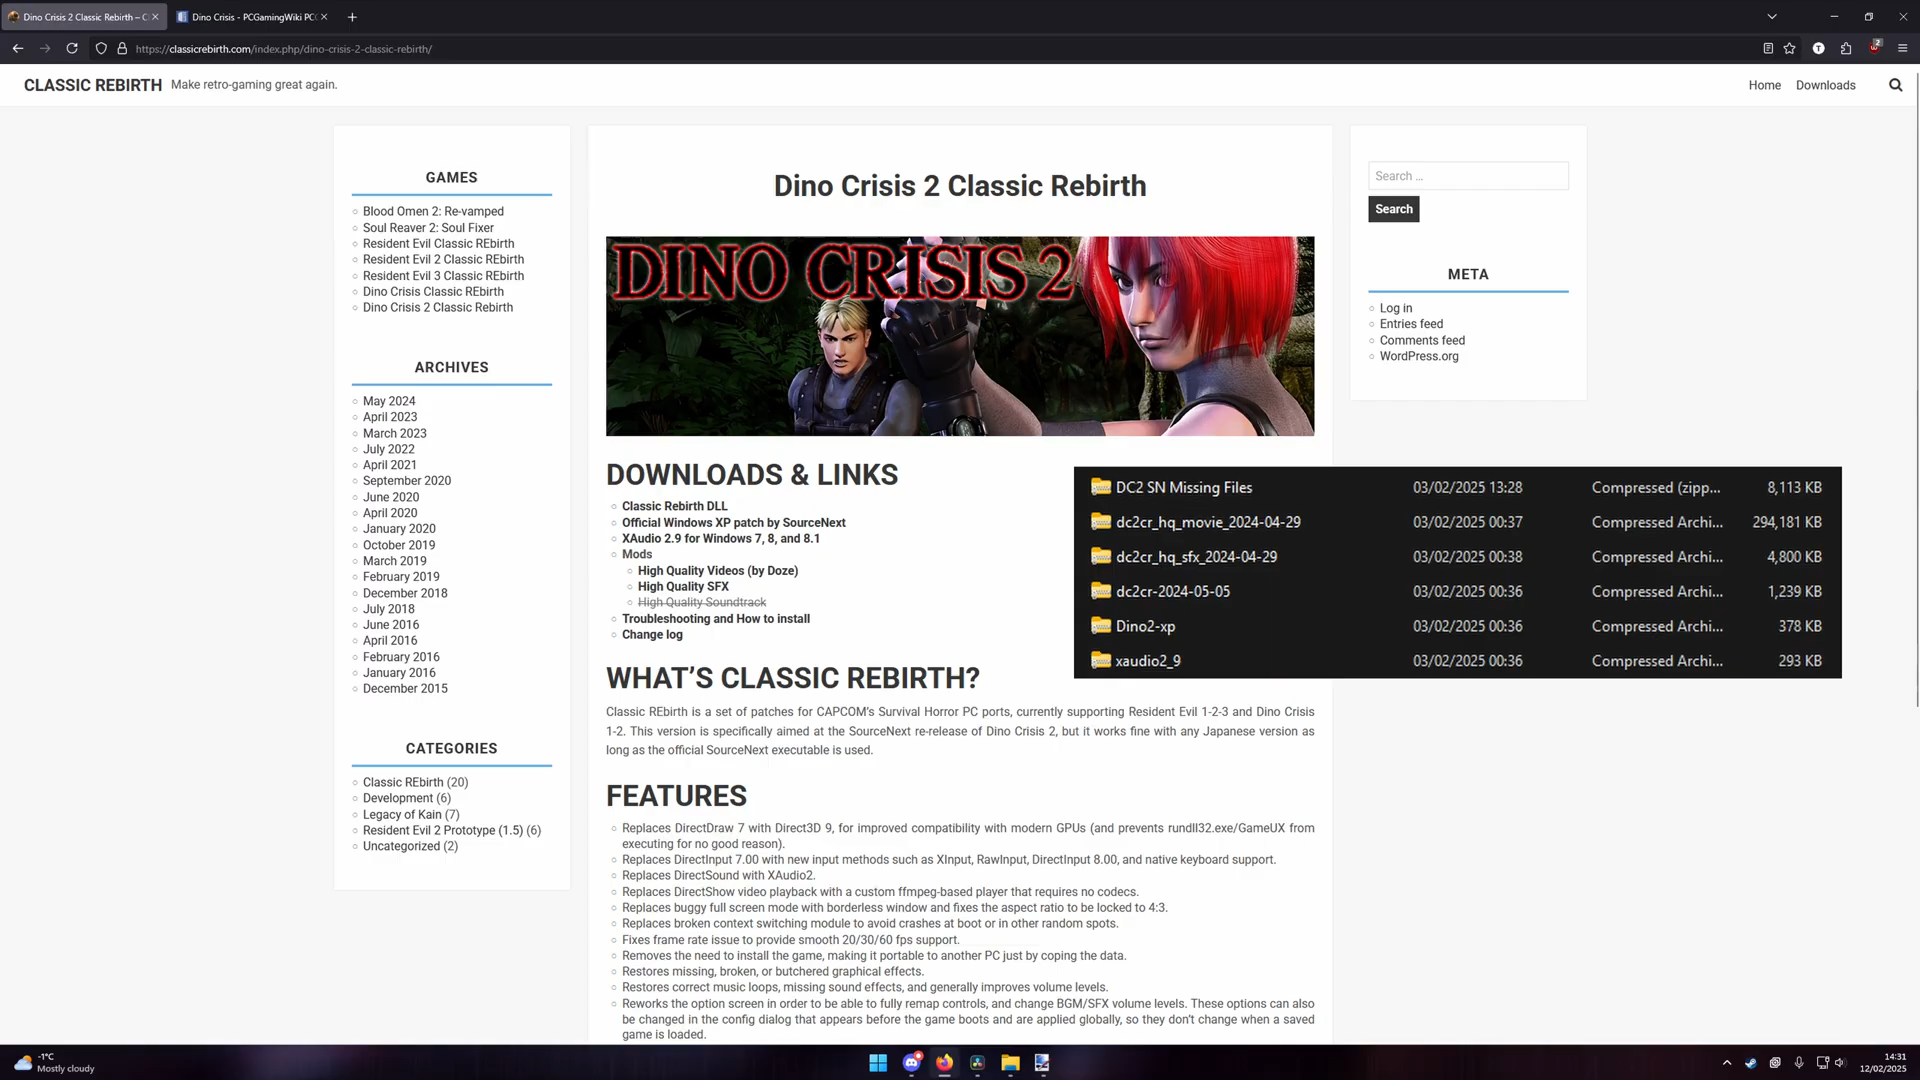 Dino Crisis 2 Classic Rebirth – C
Dino Crisis - PCGamingWiki PCG
https://classicrebirth.com/index.php/dino-crisis-2-classic-rebirth/
2
CLASSIC REBIRTH
Make retro-gaming great again.
Home
Downloads
GAMES
Blood Omen 2: Re-vamped
Soul Reaver 2: Soul Fixer
Resident Evil Classic REbirth
Resident Evil 2 Classic REbirth
Resident Evil 3 Classic REbirth
Dino Crisis Classic REbirth
Dino Crisis 2 Classic Rebirth
ARCHIVES
May 2024
April 2023
March 2023
July 2022
April 2021
September 2020
June 2020
April 2020
January 2020
October 2019
March 2019
February 2019
December 2018
July 2018
June 2016
April 2016
February 2016
January 2016
December 2015
CATEGORIES
Classic REbirth (20)
Development (6)
Legacy of Kain (7)
Resident Evil 2 Prototype (1.5) (6)
Uncategorized (2)
Dino Crisis 2 Classic Rebirth
DINO CRISIS 2
DOWNLOADS & LINKS
Classic Rebirth DLL
Official Windows XP patch by SourceNext
XAudio 2.9 for Windows 7, 8, and 8.1
Mods
High Quality Videos (by Doze)
High Quality SFX
High Quality Soundtrack
Troubleshooting and How to install
Change log
WHAT'S CLASSIC REBIRTH?
Classic REbirth is a set of patches for CAPCOM's Survival Horror PC ports, currently supporting Resident Evil 1-2-3 and Dino Crisis
1-2. This version is specifically aimed at the SourceNext re-release of Dino Crisis 2, but it works fine with any Japanese version as
long as the official SourceNext executable is used.
FEATURES
Replaces DirectDraw 7 with Direct3D 9, for improved compatibility with modern GPUs (and prevents rundll32.exe/GameUX from
executing for no good reason).
Replaces DirectInput 7.00 with new input methods such as XInput, RawInput, DirectInput 8.00, and native keyboard support.
Replaces DirectSound with XAudio2.
Replaces DirectShow video playback with a custom ffmpeg-based player that requires no codecs.
Replaces buggy full screen mode with borderless window and fixes the aspect ratio to be locked to 4:3.
Replaces broken context switching module to avoid crashes at boot or in other random spots.
Fixes frame rate issue to provide smooth 20/30/60 fps support.
Removes the need to install the game, making it portable to another PC just by coping the data.
Restores missing, broken, or butchered graphical effects.
Restores correct music loops, missing sound effects, and generally improves volume levels.
Reworks the option screen in order to be able to fully remap controls, and change BGM/SFX volume levels. These options can also
be changed in the config dialog that appears before the game boots and are applied globally, so they don't change when a saved
game is loaded.
Search …
Search
META
Log in
Entries feed
Comments feed
WordPress.org
DC2 SN Missing Files 03/02/2025 13:28 Compressed (zipp... 8,113 KB
dc2cr_hq_movie_2024-04-29 03/02/2025 00:37 Compressed Archi... 294,181 KB
dc2cr_hq_sfx_2024-04-29 03/02/2025 00:38 Compressed Archi... 4,800 KB
dc2cr-2024-05-05 03/02/2025 00:36 Compressed Archi... 1,239 KB
Dino2-xp 03/02/2025 00:36 Compressed Archi... 378 KB
xaudio2_9 03/02/2025 00:36 Compressed Archi... 293 KB
-1°C
Mostly cloudy
14:31
12/02/2025